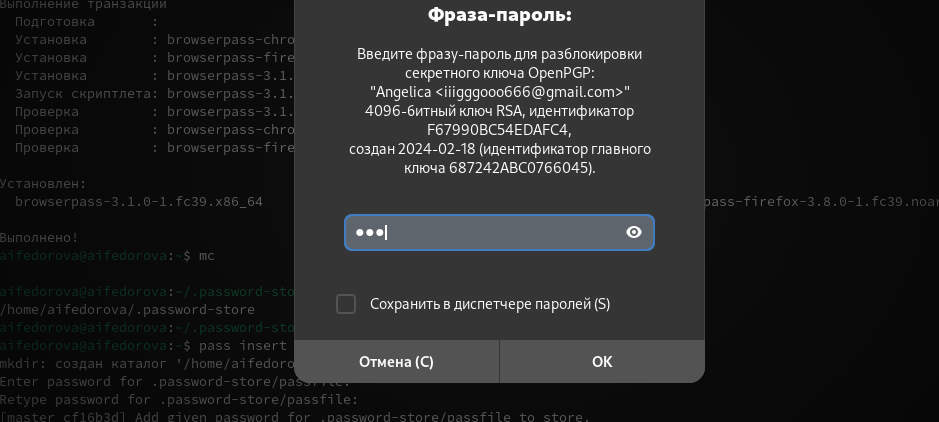 Выполнение транзакции
Подготовка :
Установка : browserpass-chro
Установка : browserpass-fire
Установка : browserpass-3.1.
Запуск скриптлета: browserpass-3.1.
Проверка : browserpass-3.1.
Проверка : browserpass-chro
Проверка : browserpass-fire
Установлен:
browserpass-3.1.0-1.fc39.x86_64 pass-firefox-3.8.0-1.fc39.noar
Выполнено!
aifedorova@aifedorova:~$ mc
aifedorova@aifedorova:~/.password-sto
/home/aifedorova/.password-store
aifedorova@aifedorova:~/.password-sto
aifedorova@aifedorova:~$ pass insert
mkdir: создан каталог '/home/aifedoro
Enter password for .password-store/passfile:
Retype password for .password-store/passfile:
[master cf16b3d] Add given password for .password-store/passfile to store.
Фраза-пароль:
Введите фразу-пароль для разблокировки
секретного ключа OpenPGP:
"Angelica <iiigggooo666@gmail.com>"
4096-битный ключ RSA, идентификатор
F67990BC54EDAFC4,
создан 2024-02-18 (идентификатор главного
ключа 687242ABC0766045).
●●●
Сохранить в диспетчере паролей (S)
Отмена (C)
OK